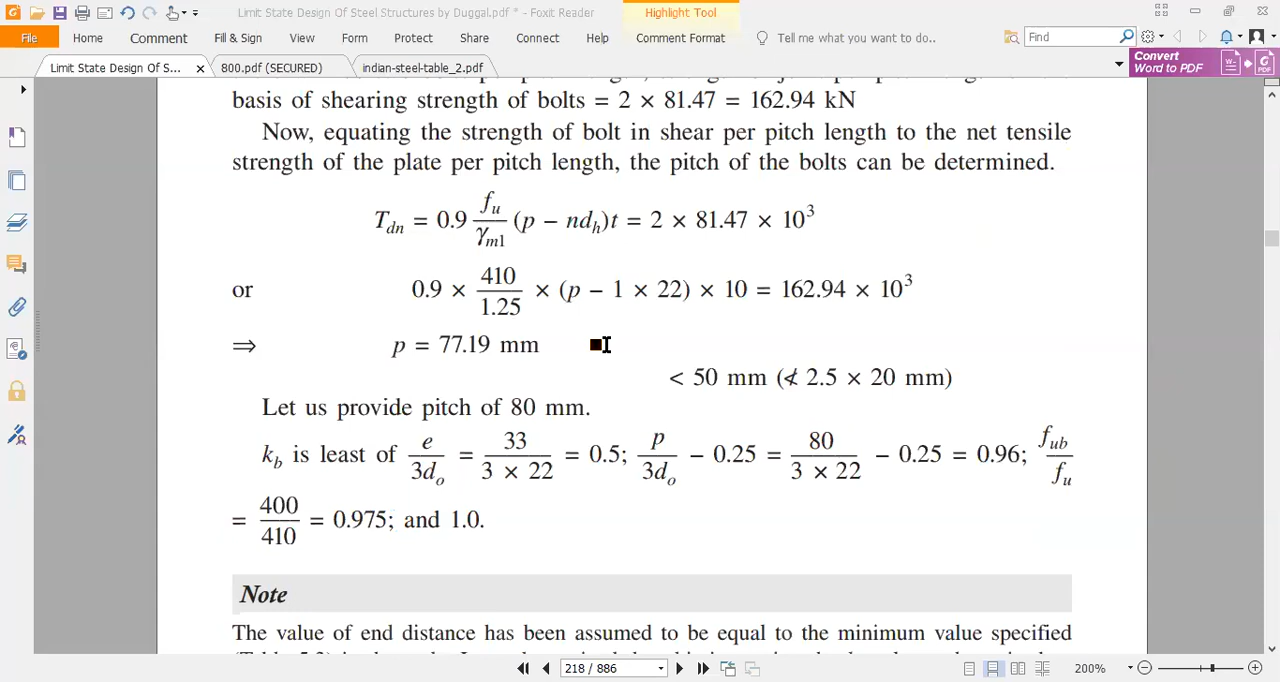 Limit State Design Of Steel Structures by Duggal.pdf * - Foxit Reader
Highlight Tool
File Home Comment Fill & Sign View Form Protect Share Connect Help Comment Format Tell me what you want to do.. Find
Limit State Design Of S... × 800.pdf (SECURED) indian-steel-table_2.pdf
Convert
Word to PDF
basis of shearing strength of bolts = 2 × 81.47 = 162.94 kN
Now, equating the strength of bolt in shear per pitch length to the net tensile
strength of the plate per pitch length, the pitch of the bolts can be determined.
T_dn = 0.9 f_u/γ_m1 (p − nd_h)t = 2 × 81.47 × 10³
or 0.9 × 410/1.25 × (p − 1 × 22) × 10 = 162.94 × 10³
⇒ p = 77.19 mm
< 50 mm (≮ 2.5 × 20 mm)
Let us provide pitch of 80 mm.
k_b is least of e/3d_o = 33/(3 × 22) = 0.5; p/3d_o − 0.25 = 80/(3 × 22) − 0.25 = 0.96; f_ub/f_u
= 400/410 = 0.975; and 1.0.
Note
The value of end distance has been assumed to be equal to the minimum value specified
218 / 886
200%